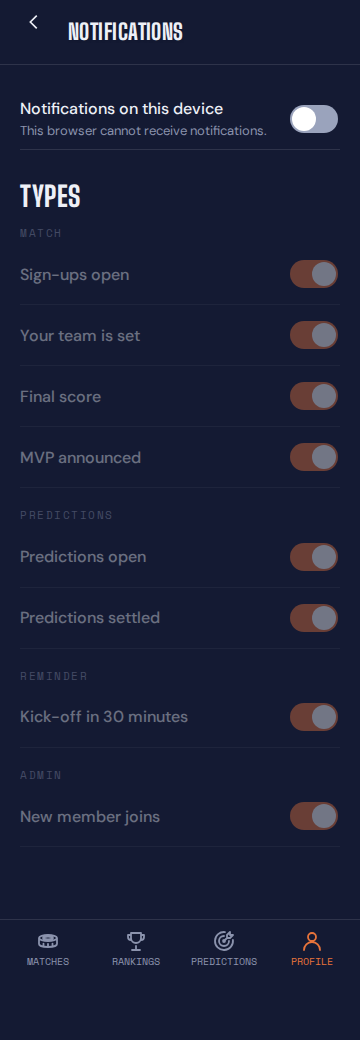 NOTIFICATIONS
Notifications on this device
This browser cannot receive notifications.
TYPES
MATCH
Sign-ups open
Your team is set
Final score
MVP announced
PREDICTIONS
Predictions open
Predictions settled
REMINDER
Kick-off in 30 minutes
ADMIN
New member joins
MATCHES
RANKINGS
PREDICTIONS
PROFILE